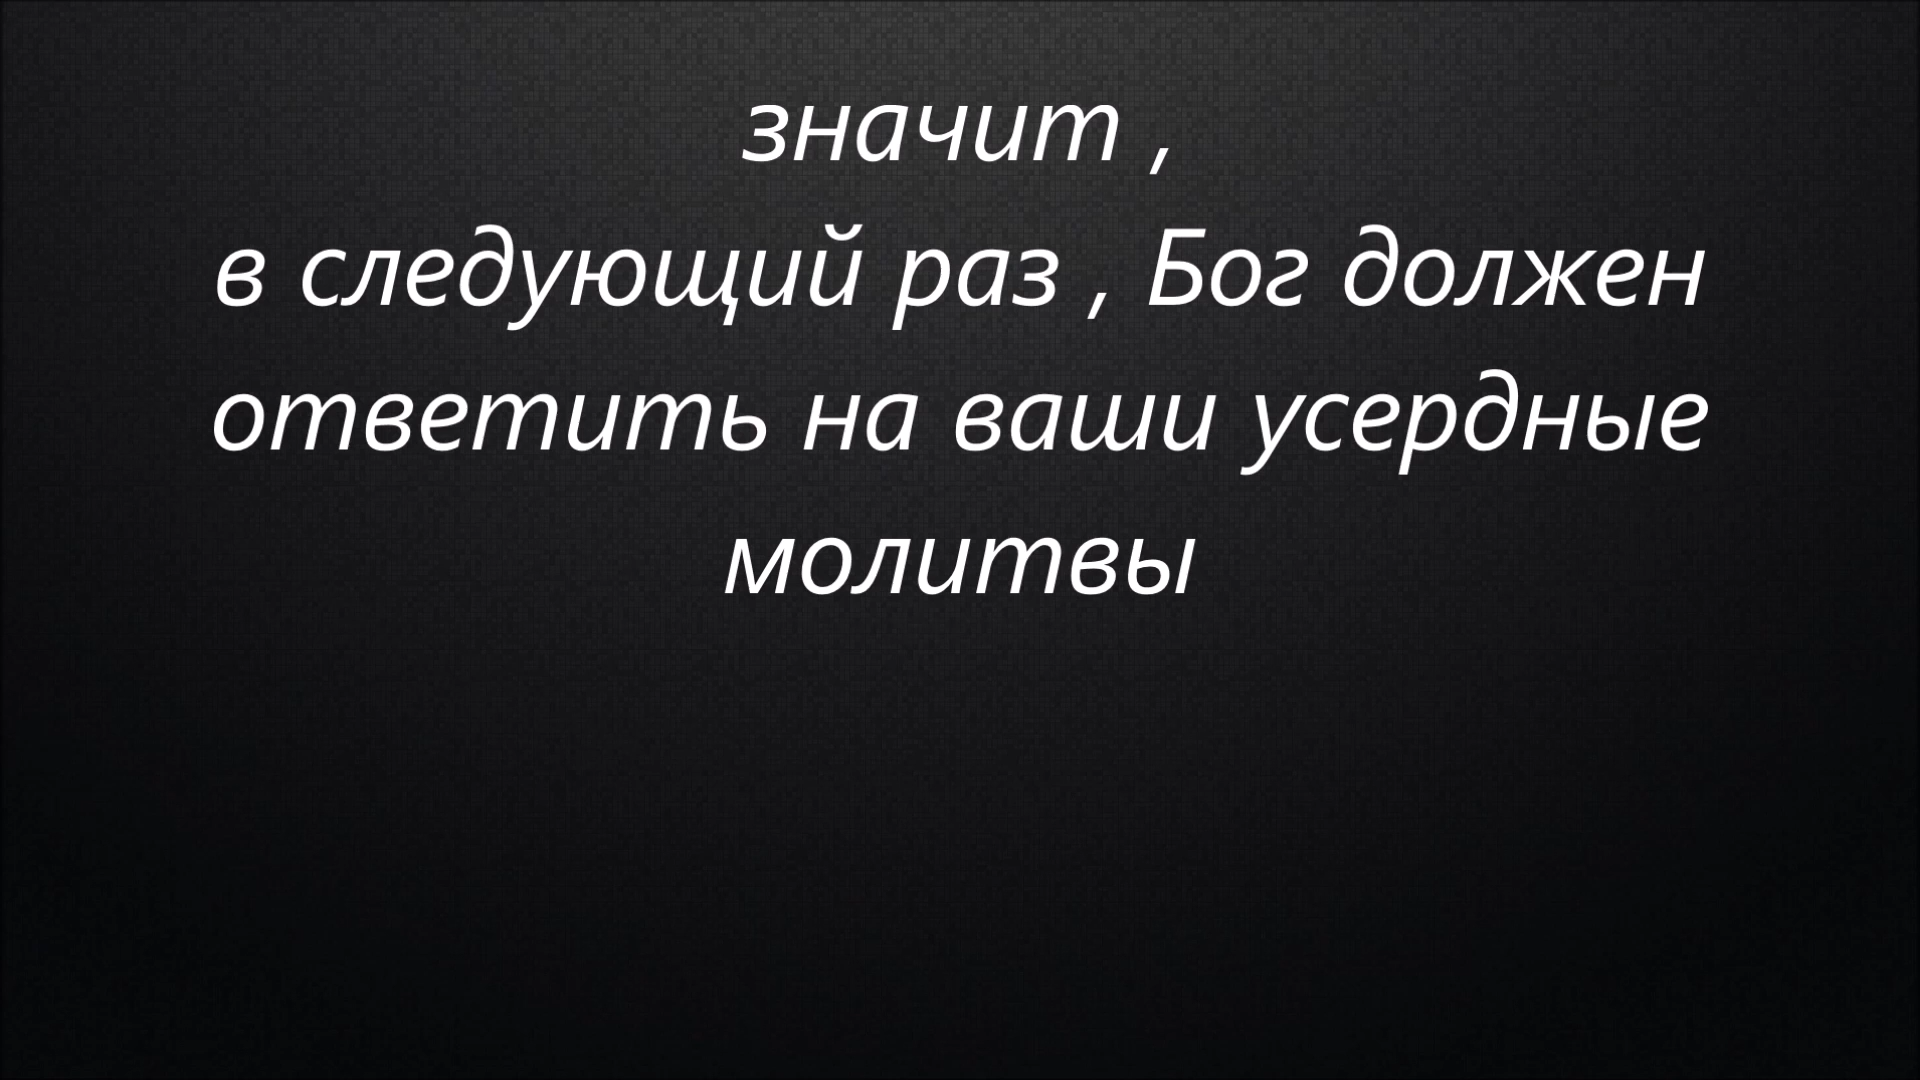 значит ,
в следующий раз , Бог должен
ответить на ваши усердные
молитвы